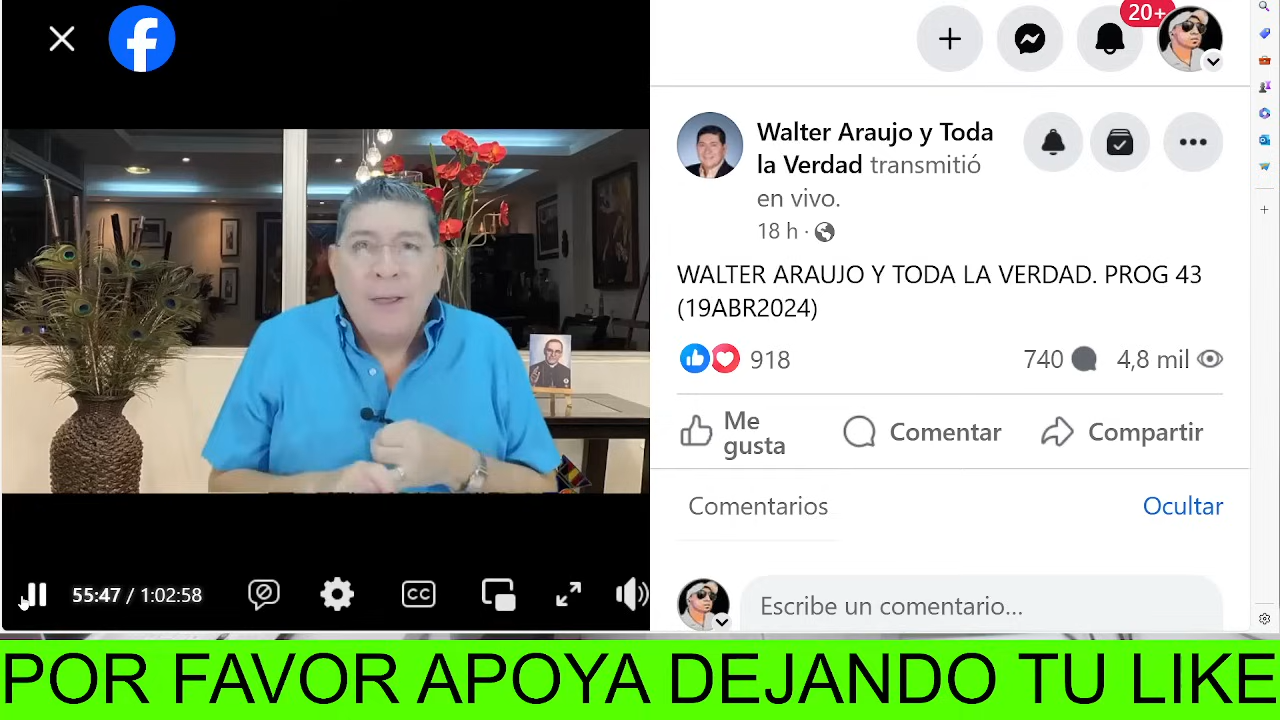 20+
Walter Araujo y Toda
la Verdad transmitió
en vivo.
18 h ·
WALTER ARAUJO Y TODA LA VERDAD. PROG 43
(19ABR2024)
918
740
4,8 mil
Me
gusta
Comentar
Compartir
Comentarios
Ocultar
55:47 / 1:02:58
CC
Escribe un comentario...
POR FAVOR APOYA DEJANDO TU LIKE